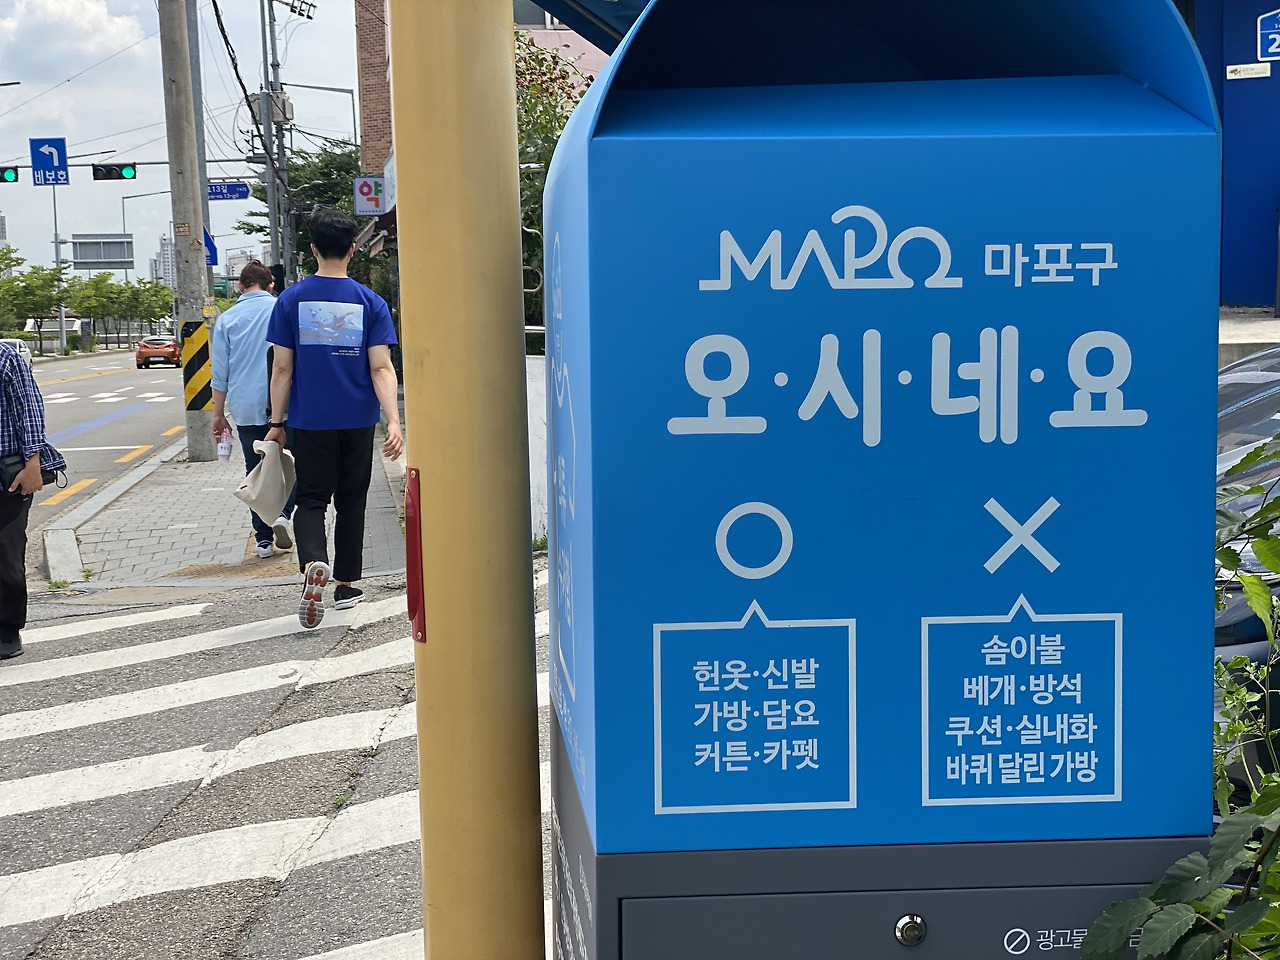 비보호
약
MAPO 마포구
오·시·네·요
헌옷·신발
가방·담요
커튼·카펫
솜이불
베개·방석
쿠션·실내화
바퀴 달린 가방
광고물